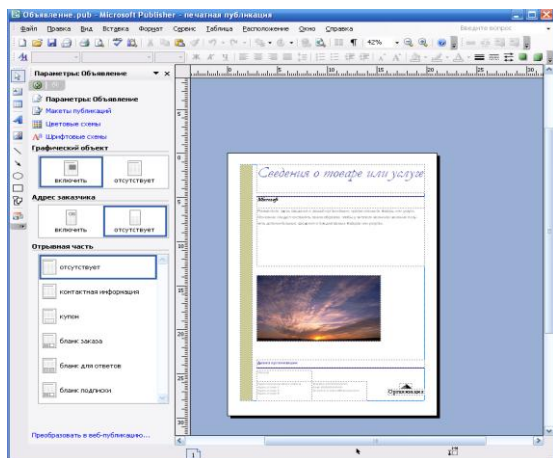 Объявление.pub - Microsoft Publisher - печатная публикация
Файл Правка Вид Вставка Формат Сервис Таблица Расположение Окно Справка
Введите вопрос
42%
Параметры: Объявление
Параметры: Объявление
Макеты публикаций
Цветовые схемы
Шрифтовые схемы
Графический объект
включить отсутствует
Адрес заказчика
включить отсутствует
Отрывная часть
отсутствует
контактная информация
купон
бланк заказа
бланк для ответов
бланк подписки
Преобразовать в веб-публикацию...
Сведения о товаре или услуге
Microsoft
Организация
1